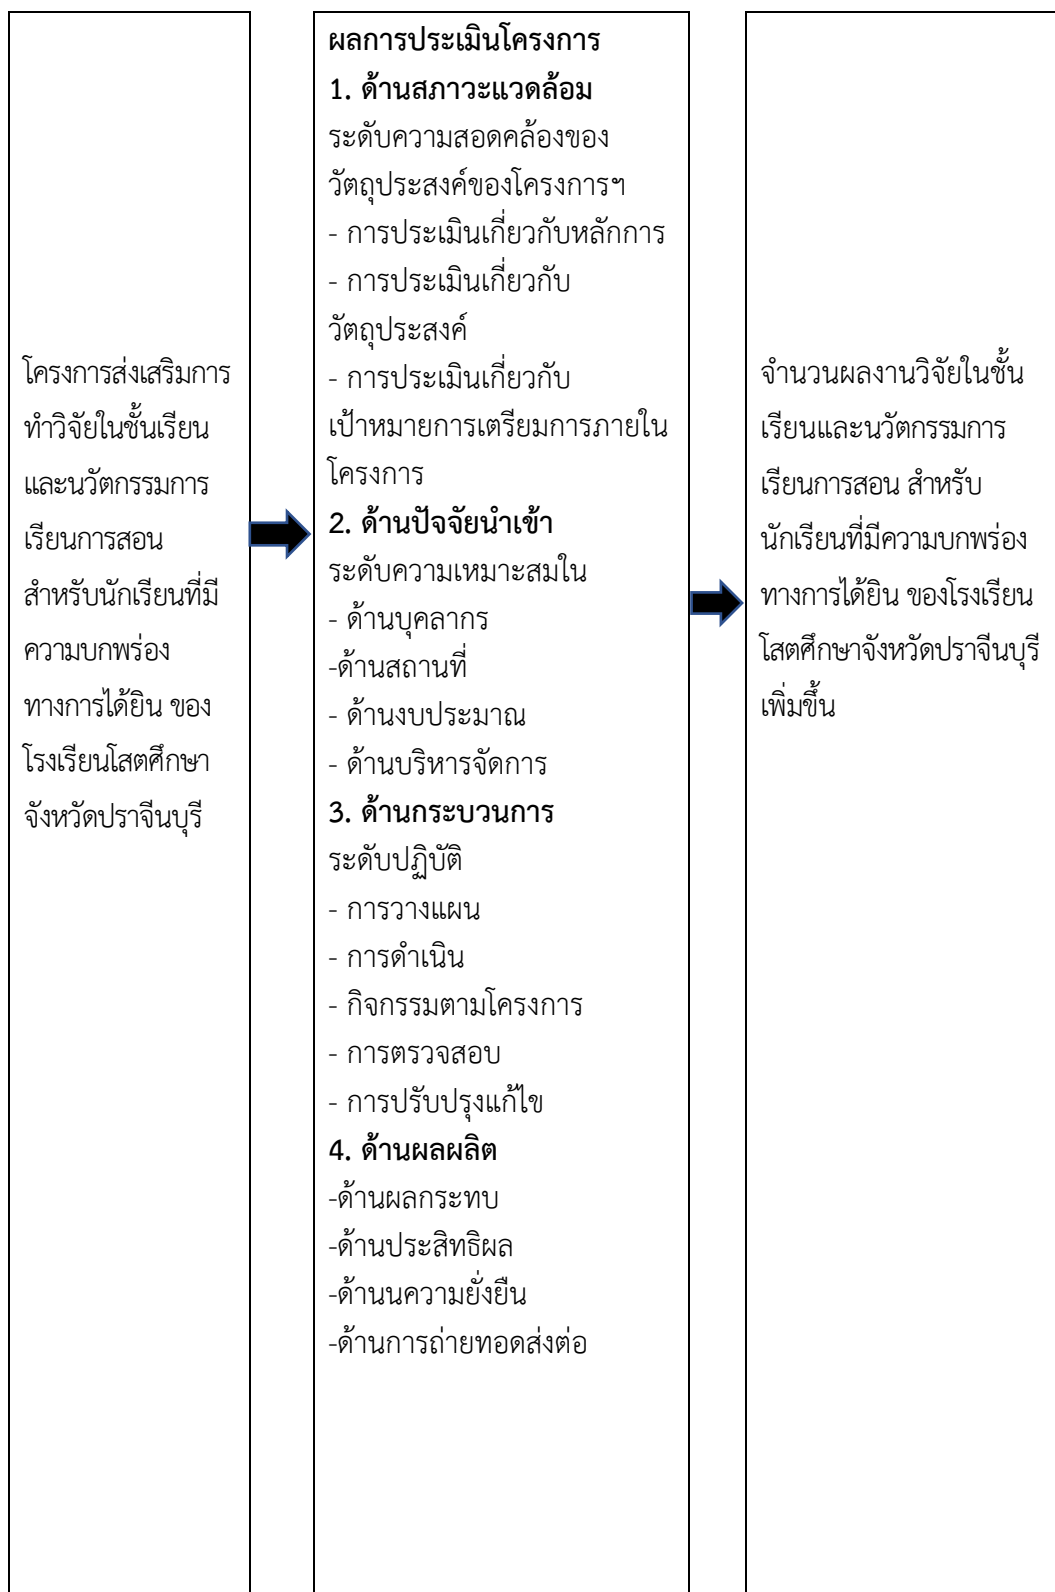 โครงการส่งเสริมการ
ทำวิจัยในชั้นเรียน
และนวัตกรรมการ
เรียนการสอน
สำหรับนักเรียนที่มี
ความบกพร่อง
ทางการได้ยิน ของ
โรงเรียนโสตศึกษา
จังหวัดปราจีนบุรี
ผลการประเมินโครงการ
1. ด้านสภาวะแวดล้อม
ระดับความสอดคล้องของ
วัตถุประสงค์ของโครงการฯ
- การประเมินเกี่ยวกับหลักการ
- การประเมินเกี่ยวกับ
วัตถุประสงค์
- การประเมินเกี่ยวกับ
เป้าหมายการเตรียมการภายใน
โครงการ
2. ด้านปัจจัยนำเข้า
ระดับความเหมาะสมใน
- ด้านบุคลากร
-ด้านสถานที่
- ด้านงบประมาณ
- ด้านบริหารจัดการ
3. ด้านกระบวนการ
ระดับปฏิบัติ
- การวางแผน
- การดำเนิน
- กิจกรรมตามโครงการ
- การตรวจสอบ
- การปรับปรุงแก้ไข
4. ด้านผลผลิต
-ด้านผลกระทบ
-ด้านประสิทธิผล
-ด้านนความยั่งยืน
-ด้านการถ่ายทอดส่งต่อ
จำนวนผลงานวิจัยในชั้น
เรียนและนวัตกรรมการ
เรียนการสอน สำหรับ
นักเรียนที่มีความบกพร่อง
ทางการได้ยิน ของโรงเรียน
โสตศึกษาจังหวัดปราจีนบุรี
เพิ่มขึ้น